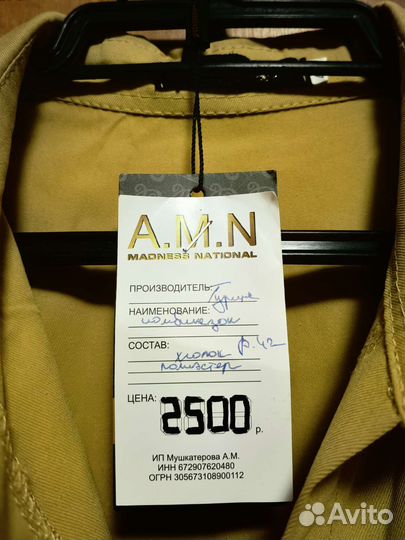 A.M.N
MADNESS NATIONAL
ПРОИЗВОДИТЕЛЬ: Турция
НАИМЕНОВАНИЕ:
комбинезон
СОСТАВ: хлопок р. 42
полиэстер
ЦЕНА: 2500 р.
ИП Мушкатерова А.М.
ИНН 672907620480
ОГРН 305673108900112
Avito